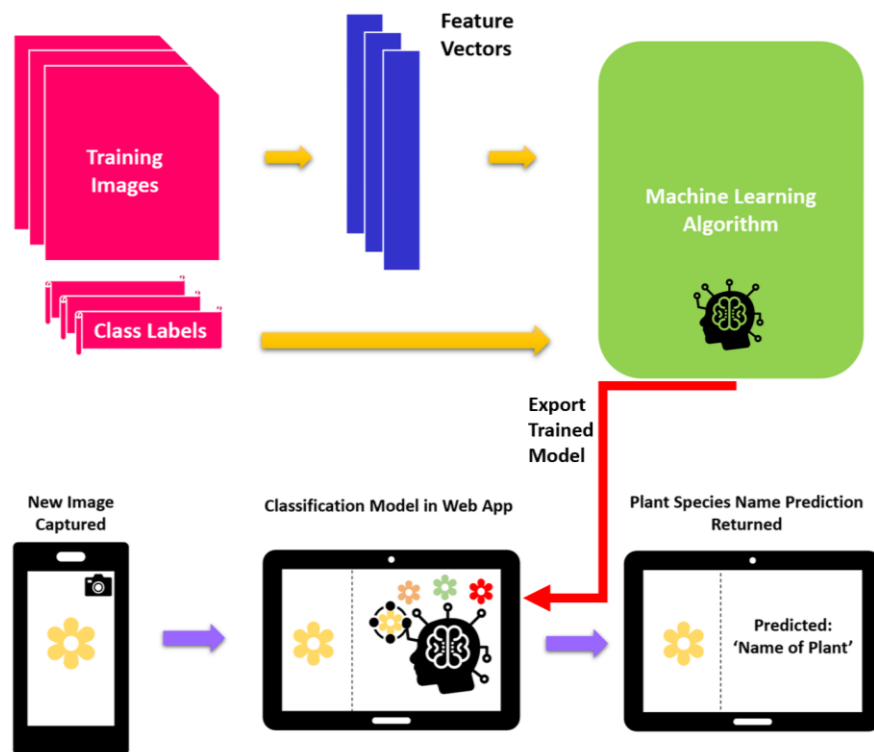 Feature
Vectors
Training
Images
Machine Learning
Algorithm
Class Labels
Export
Trained
Model
New Image
Captured
Classification Model in Web App
Plant Species Name Prediction
Returned
Predicted:
‘Name of Plant’